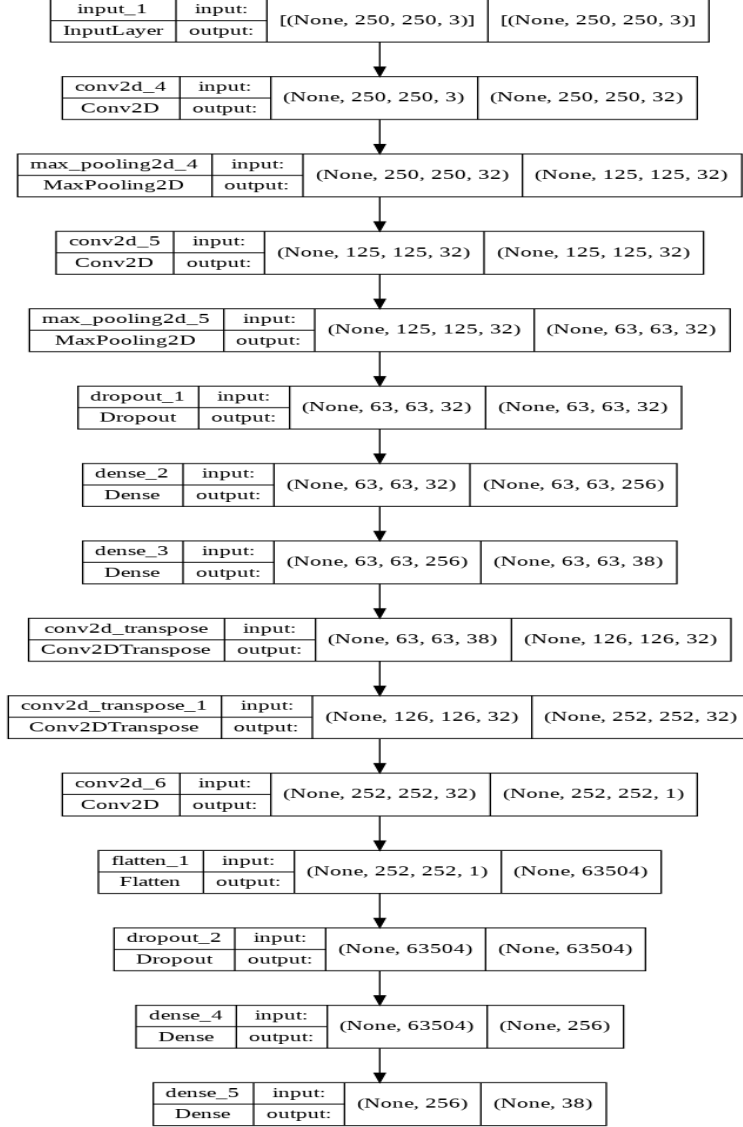 input_1 input: [(None, 250, 250, 3)] [(None, 250, 250, 3)]
InputLayer output:
conv2d_4 input: (None, 250, 250, 3) (None, 250, 250, 32)
Conv2D output:
max_pooling2d_4 input: (None, 250, 250, 32) (None, 125, 125, 32)
MaxPooling2D output:
conv2d_5 input: (None, 125, 125, 32) (None, 125, 125, 32)
Conv2D output:
max_pooling2d_5 input: (None, 125, 125, 32) (None, 63, 63, 32)
MaxPooling2D output:
dropout_1 input: (None, 63, 63, 32) (None, 63, 63, 32)
Dropout output:
dense_2 input: (None, 63, 63, 32) (None, 63, 63, 256)
Dense output:
dense_3 input: (None, 63, 63, 256) (None, 63, 63, 38)
Dense output:
conv2d_transpose input: (None, 63, 63, 38) (None, 126, 126, 32)
Conv2DTranspose output:
conv2d_transpose_1 input: (None, 126, 126, 32) (None, 252, 252, 32)
Conv2DTranspose output:
conv2d_6 input: (None, 252, 252, 32) (None, 252, 252, 1)
Conv2D output:
flatten_1 input: (None, 252, 252, 1) (None, 63504)
Flatten output:
dropout_2 input: (None, 63504) (None, 63504)
Dropout output:
dense_4 input: (None, 63504) (None, 256)
Dense output:
dense_5 input: (None, 256) (None, 38)
Dense output: